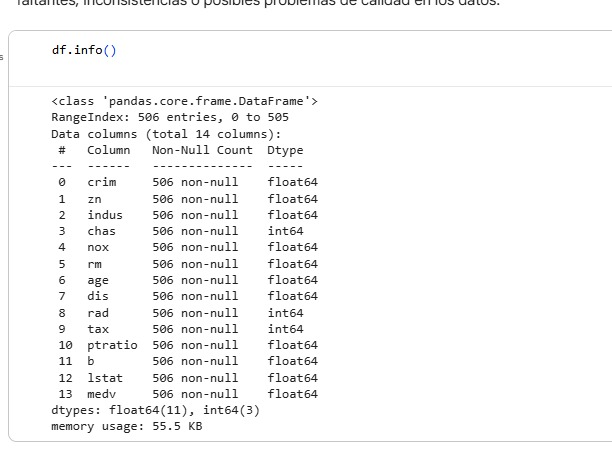 faltantes, inconsistencias o posibles problemas de calidad en los datos.
s
df.info()
<class 'pandas.core.frame.DataFrame'>
RangeIndex: 506 entries, 0 to 505
Data columns (total 14 columns):
 #   Column   Non-Null Count  Dtype
---  ------   --------------  -----
 0   crim     506 non-null    float64
 1   zn       506 non-null    float64
 2   indus    506 non-null    float64
 3   chas     506 non-null    int64
 4   nox      506 non-null    float64
 5   rm       506 non-null    float64
 6   age      506 non-null    float64
 7   dis      506 non-null    float64
 8   rad      506 non-null    int64
 9   tax      506 non-null    int64
 10  ptratio  506 non-null    float64
 11  b        506 non-null    float64
 12  lstat    506 non-null    float64
 13  medv     506 non-null    float64
dtypes: float64(11), int64(3)
memory usage: 55.5 KB